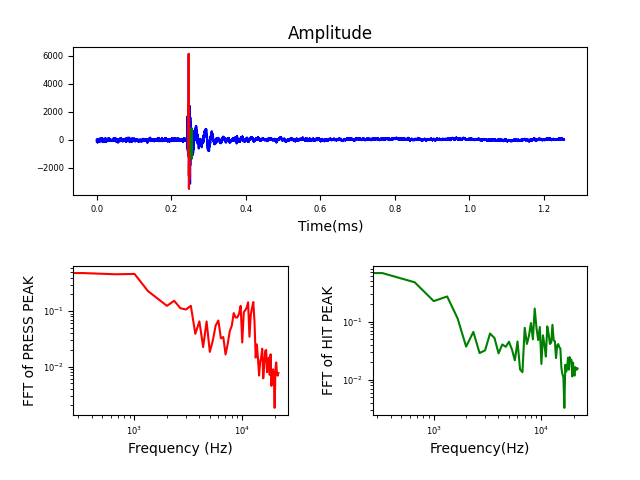 Amplitude
6000
4000
2000
0
−2000
0.0 0.2 0.4 0.6 0.8 1.0 1.2
Time(ms)
FFT of PRESS PEAK
10⁻¹
10⁻²
10³ 10⁴
Frequency (Hz)
FFT of HIT PEAK
10⁻¹
10⁻²
10³ 10⁴
Frequency(Hz)